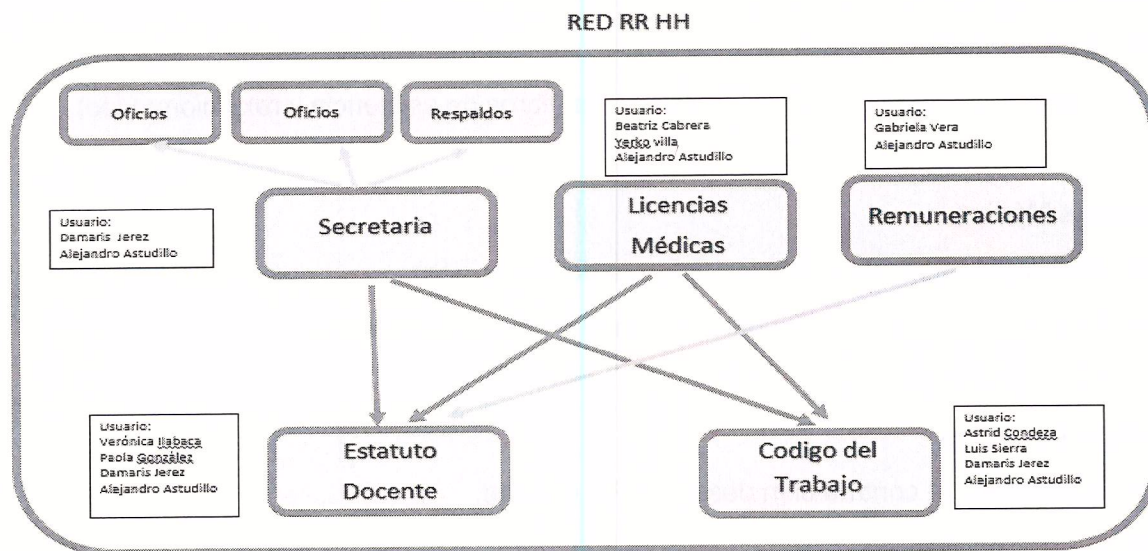 RED RR HH
Oficios
Oficios
Respaldos
Usuario:
Beatriz Cabrera
Yerko villa
Alejandro Astudillo
Usuario:
Gabriela Vera
Alejandro Astudillo
Usuario:
Damaris Jerez
Alejandro Astudillo
Secretaria
Licencias
Médicas
Remuneraciones
Usuario:
Verónica Ilabaca
Paola González
Damaris Jerez
Alejandro Astudillo
Estatuto
Docente
Codigo del
Trabajo
Usuario:
Astrid Condeza
Luis Sierra
Damaris Jerez
Alejandro Astudillo